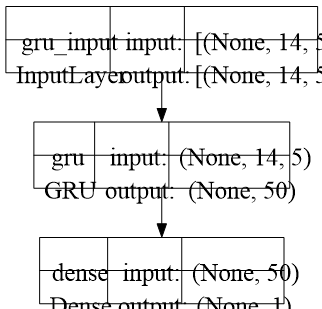 gru_input input: [(None, 14, 5
InputLayer output: [(None, 14, 5
gru input: (None, 14, 5)
GRU output: (None, 50)
dense input: (None, 50)
Dense output: (None, 1)